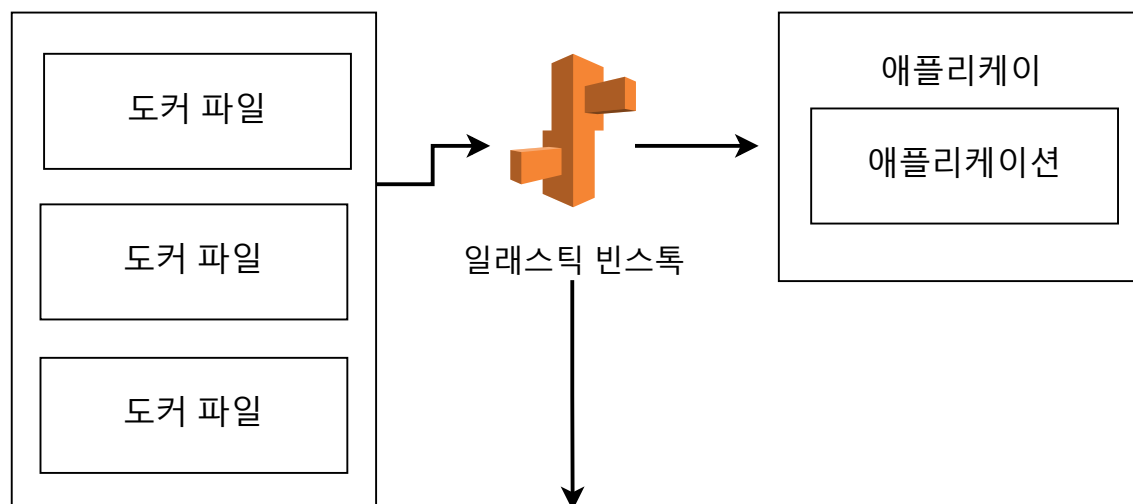 도커 파일
도커 파일
도커 파일
일래스틱 빈스톡
애플리케이
애플리케이션